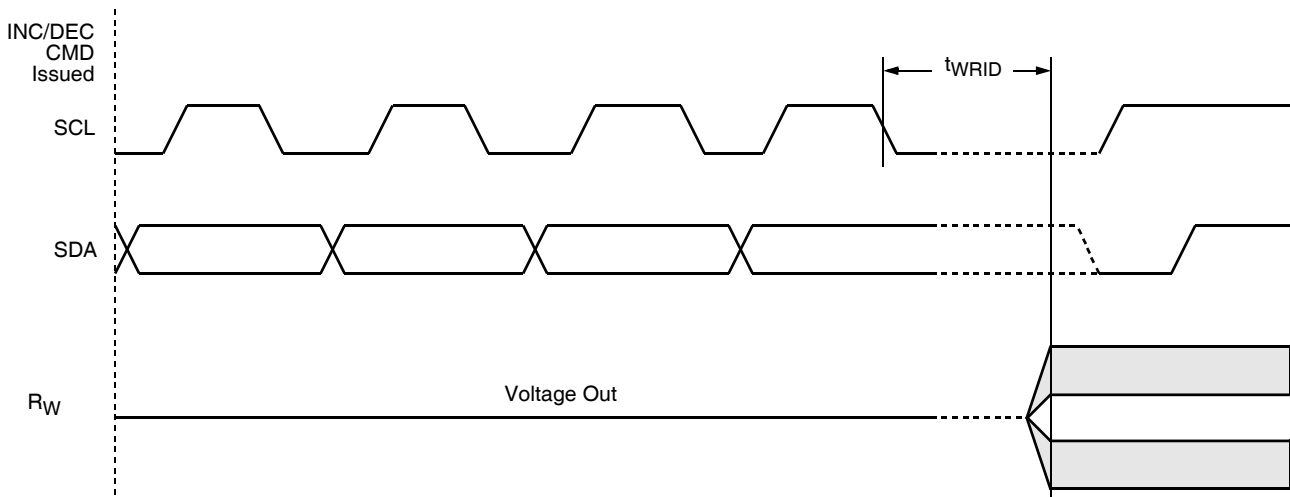 INC/DEC
CMD
Issued
tWRID
SCL
SDA
Voltage Out
RW